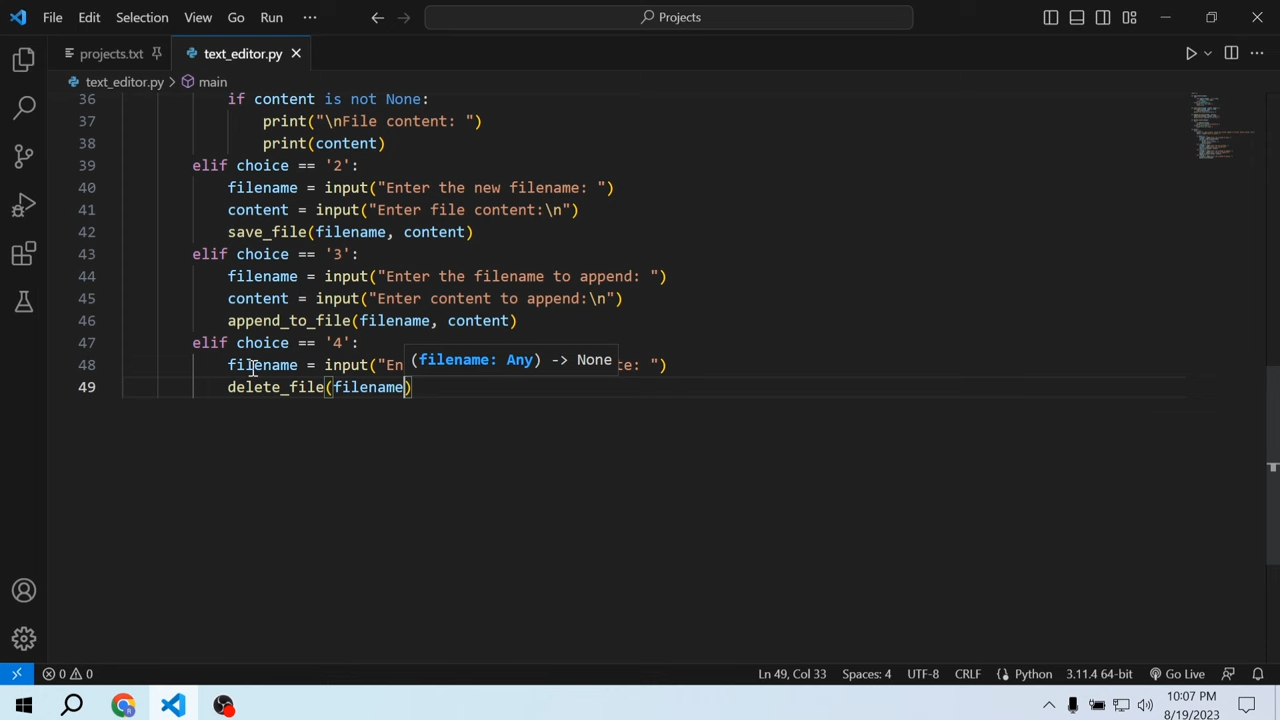 File Edit Selection View Go Run ··· Projects
projects.txt text_editor.py
text_editor.py > main
36 if content is not None:
37 print("\nFile content: ")
38 print(content)
39 elif choice == '2':
40 filename = input("Enter the new filename: ")
41 content = input("Enter file content:\n")
42 save_file(filename, content)
43 elif choice == '3':
44 filename = input("Enter the filename to append: ")
45 content = input("Enter content to append:\n")
46 append_to_file(filename, content)
47 elif choice == '4':
(filename: Any) -> None
48 filename = input("En te: ")
49 delete_file(filename)
0 0 Ln 49, Col 33 Spaces: 4 UTF-8 CRLF Python 3.11.4 64-bit Go Live
10:07 PM
8/19/2023